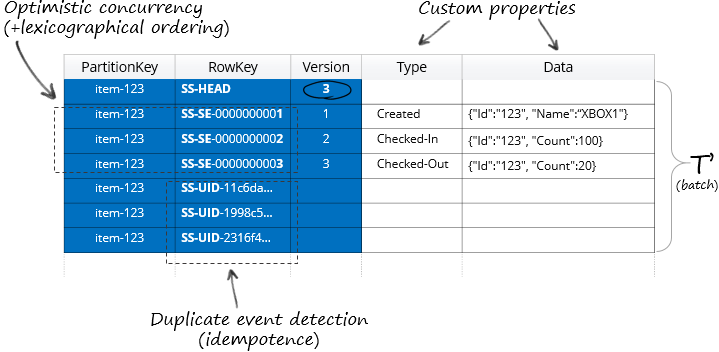 Optimistic concurrency
(+lexicographical ordering)
Custom properties
PartitionKey RowKey Version Type Data
item-123 SS-HEAD 3
item-123 SS-SE-0000000001 1 Created {"Id":"123", "Name":"XBOX1"}
item-123 SS-SE-0000000002 2 Checked-In {"Id":"123", "Count":100}
item-123 SS-SE-0000000003 3 Checked-Out {"Id":"123", "Count":20}
item-123 SS-UID-11c6da...
item-123 SS-UID-1998c5...
item-123 SS-UID-2316f4...
T'
(batch)
Duplicate event detection
(idempotence)